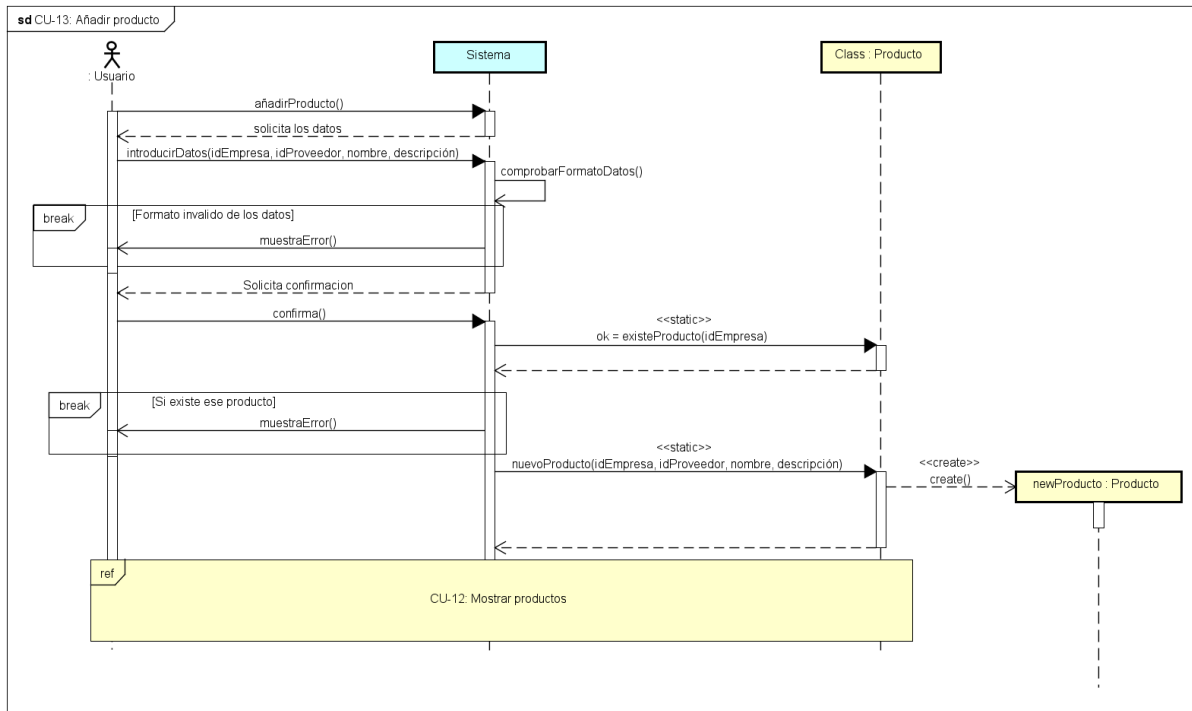 sd CU-13: Añadir producto
: Usuario
Sistema
Class : Producto
añadirProducto()
solicita los datos
introducirDatos(idEmpresa, idProveedor, nombre, descripción)
comprobarFormatoDatos()
break
[Formato invalido de los datos]
muestraError()
Solicita confirmacion
confirma()
<<static>>
ok = existeProducto(idEmpresa)
break
[Si existe ese producto]
muestraError()
<<static>>
nuevoProducto(idEmpresa, idProveedor, nombre, descripción)
<<create>>
create()
newProducto : Producto
ref
CU-12: Mostrar productos